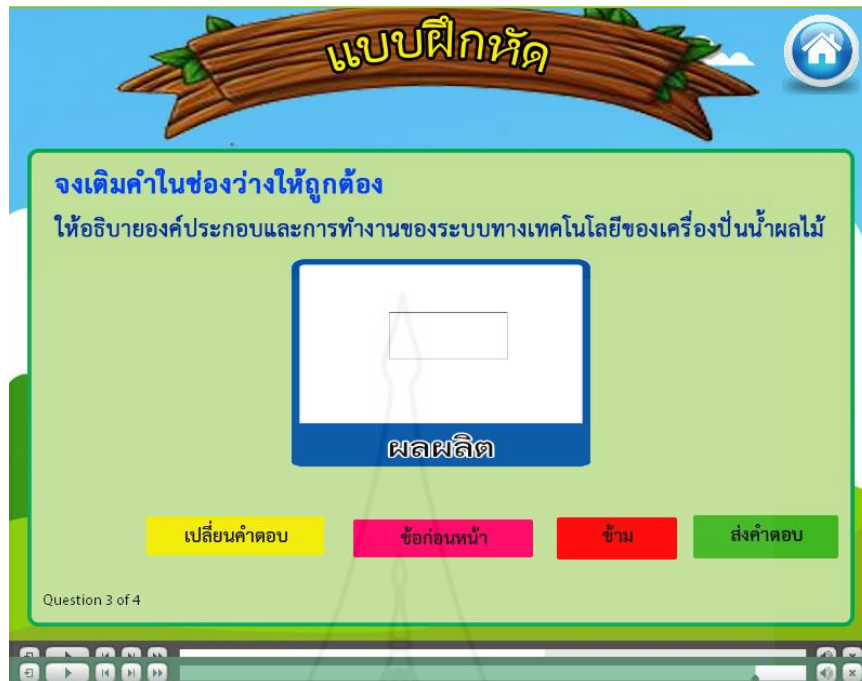 แบบฝึกหัด
จงเติมคำในช่องว่างให้ถูกต้อง
ให้อธิบายองค์ประกอบและการทำงานของระบบทางเทคโนโลยีของเครื่องปั่นน้ำผลไม้
ผลผลิต
เปลี่ยนคำตอบ
ข้อก่อนหน้า
ข้าม
ส่งคำตอบ
Question 3 of 4